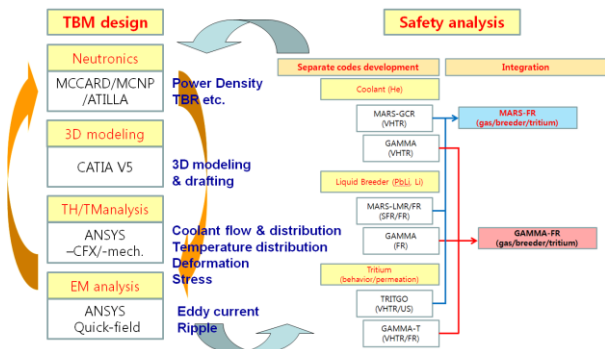 TBM design
Neutronics
MCCARD/MCNP
/ATILLA
Power Density
TBR etc.
3D modeling
CATIA V5
3D modeling
& drafting
TH/TManalysis
ANSYS
–CFX/-mech.
Coolant flow & distribution
Temperature distribution
Deformation
Stress
EM analysis
ANSYS
Quick-field
Eddy current
Ripple
Safety analysis
Separate codes development
Integration
Coolant (He)
MARS-GCR
(VHTR)
GAMMA
(VHTR)
Liquid Breeder (PbLi, Li)
MARS-LMR/FR
(SFR/FR)
GAMMA
(FR)
Tritium
(behavior/permeation)
TRITGO
(VHTR/US)
GAMMA-T
(VHTR/FR)
MARS-FR
(gas/breeder/tritium)
GAMMA-FR
(gas/breeder/tritium)